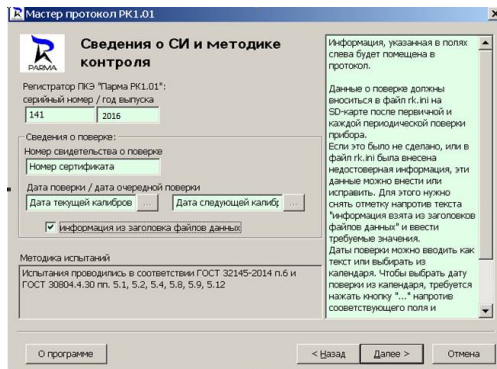 Мастер протокол РК1.01
PARMA
Сведения о СИ и методике
контроля
Регистратор ПКЭ "Парма РК1.01":
серийный номер / год выпуска
141 2016
Сведения о поверке:
Номер свидетельства о поверке
Номер сертификата
Дата поверки / дата очередной поверки
Дата текущей калибров ... Дата следующей калибр ...
информация из заголовка файлов данных
Методика испытаний
Испытания проводились в соответствии ГОСТ 32145-2014 п.6 и
ГОСТ 30804.4.30 пп. 5.1, 5.2, 5.4, 5.8, 5.9, 5.12
Информация, указанная в полях
слева будет помещена в
протокол.
Данные о поверке должны
вноситься в файл rk.ini на
SD-карте после первичной и
каждой периодической поверки
прибора.
Если это было не сделано, или в
файл rk.ini была внесена
недостоверная информация, эти
данные можно внести или
исправить. Для этого нужно
снять отметку напротив текста
"информация взята из заголовков
файлов данных" и ввести
требуемые значения.
Даты поверки можно вводить как
текст или выбирать из
календаря. Чтобы выбрать дату
поверки из календаря, требуется
нажать кнопку "..." напротив
сооветствующего поля и
О программе < Назад Далее > Отмена